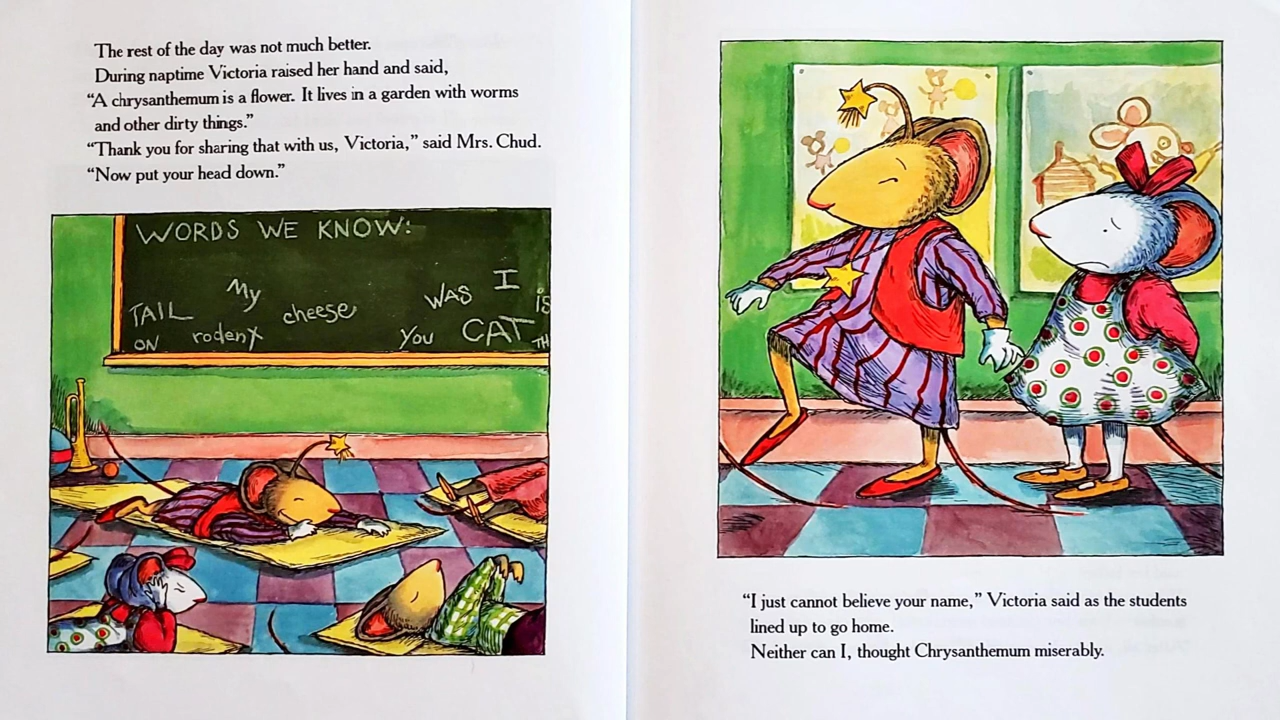 The rest of the day was not much better.
During naptime Victoria raised her hand and said,
“A chrysanthemum is a flower. It lives in a garden with worms
and other dirty things.”
“Thank you for sharing that with us, Victoria,” said Mrs. Chud.
“Now put your head down.”
WORDS WE KNOW:
My WAS I is
TAIL cheese
ON rodent You CAT TH
“I just cannot believe your name,” Victoria said as the students
lined up to go home.
Neither can I, thought Chrysanthemum miserably.